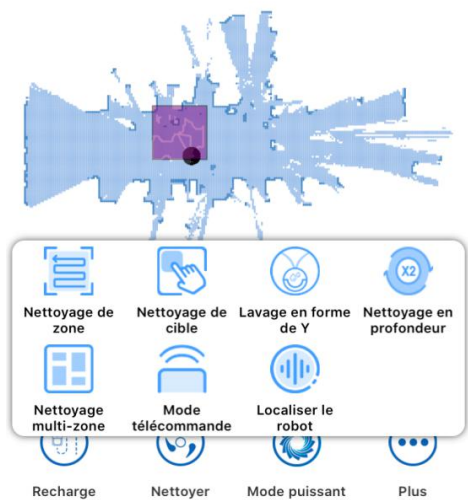 X2
Nettoyage de
zone
Nettoyage de
cible
Lavage en forme
de Y
Nettoyage en
profondeur
Nettoyage
multi-zone
Mode
télécommande
Localiser le
robot
Recharge
Nettoyer
Mode puissant
Plus